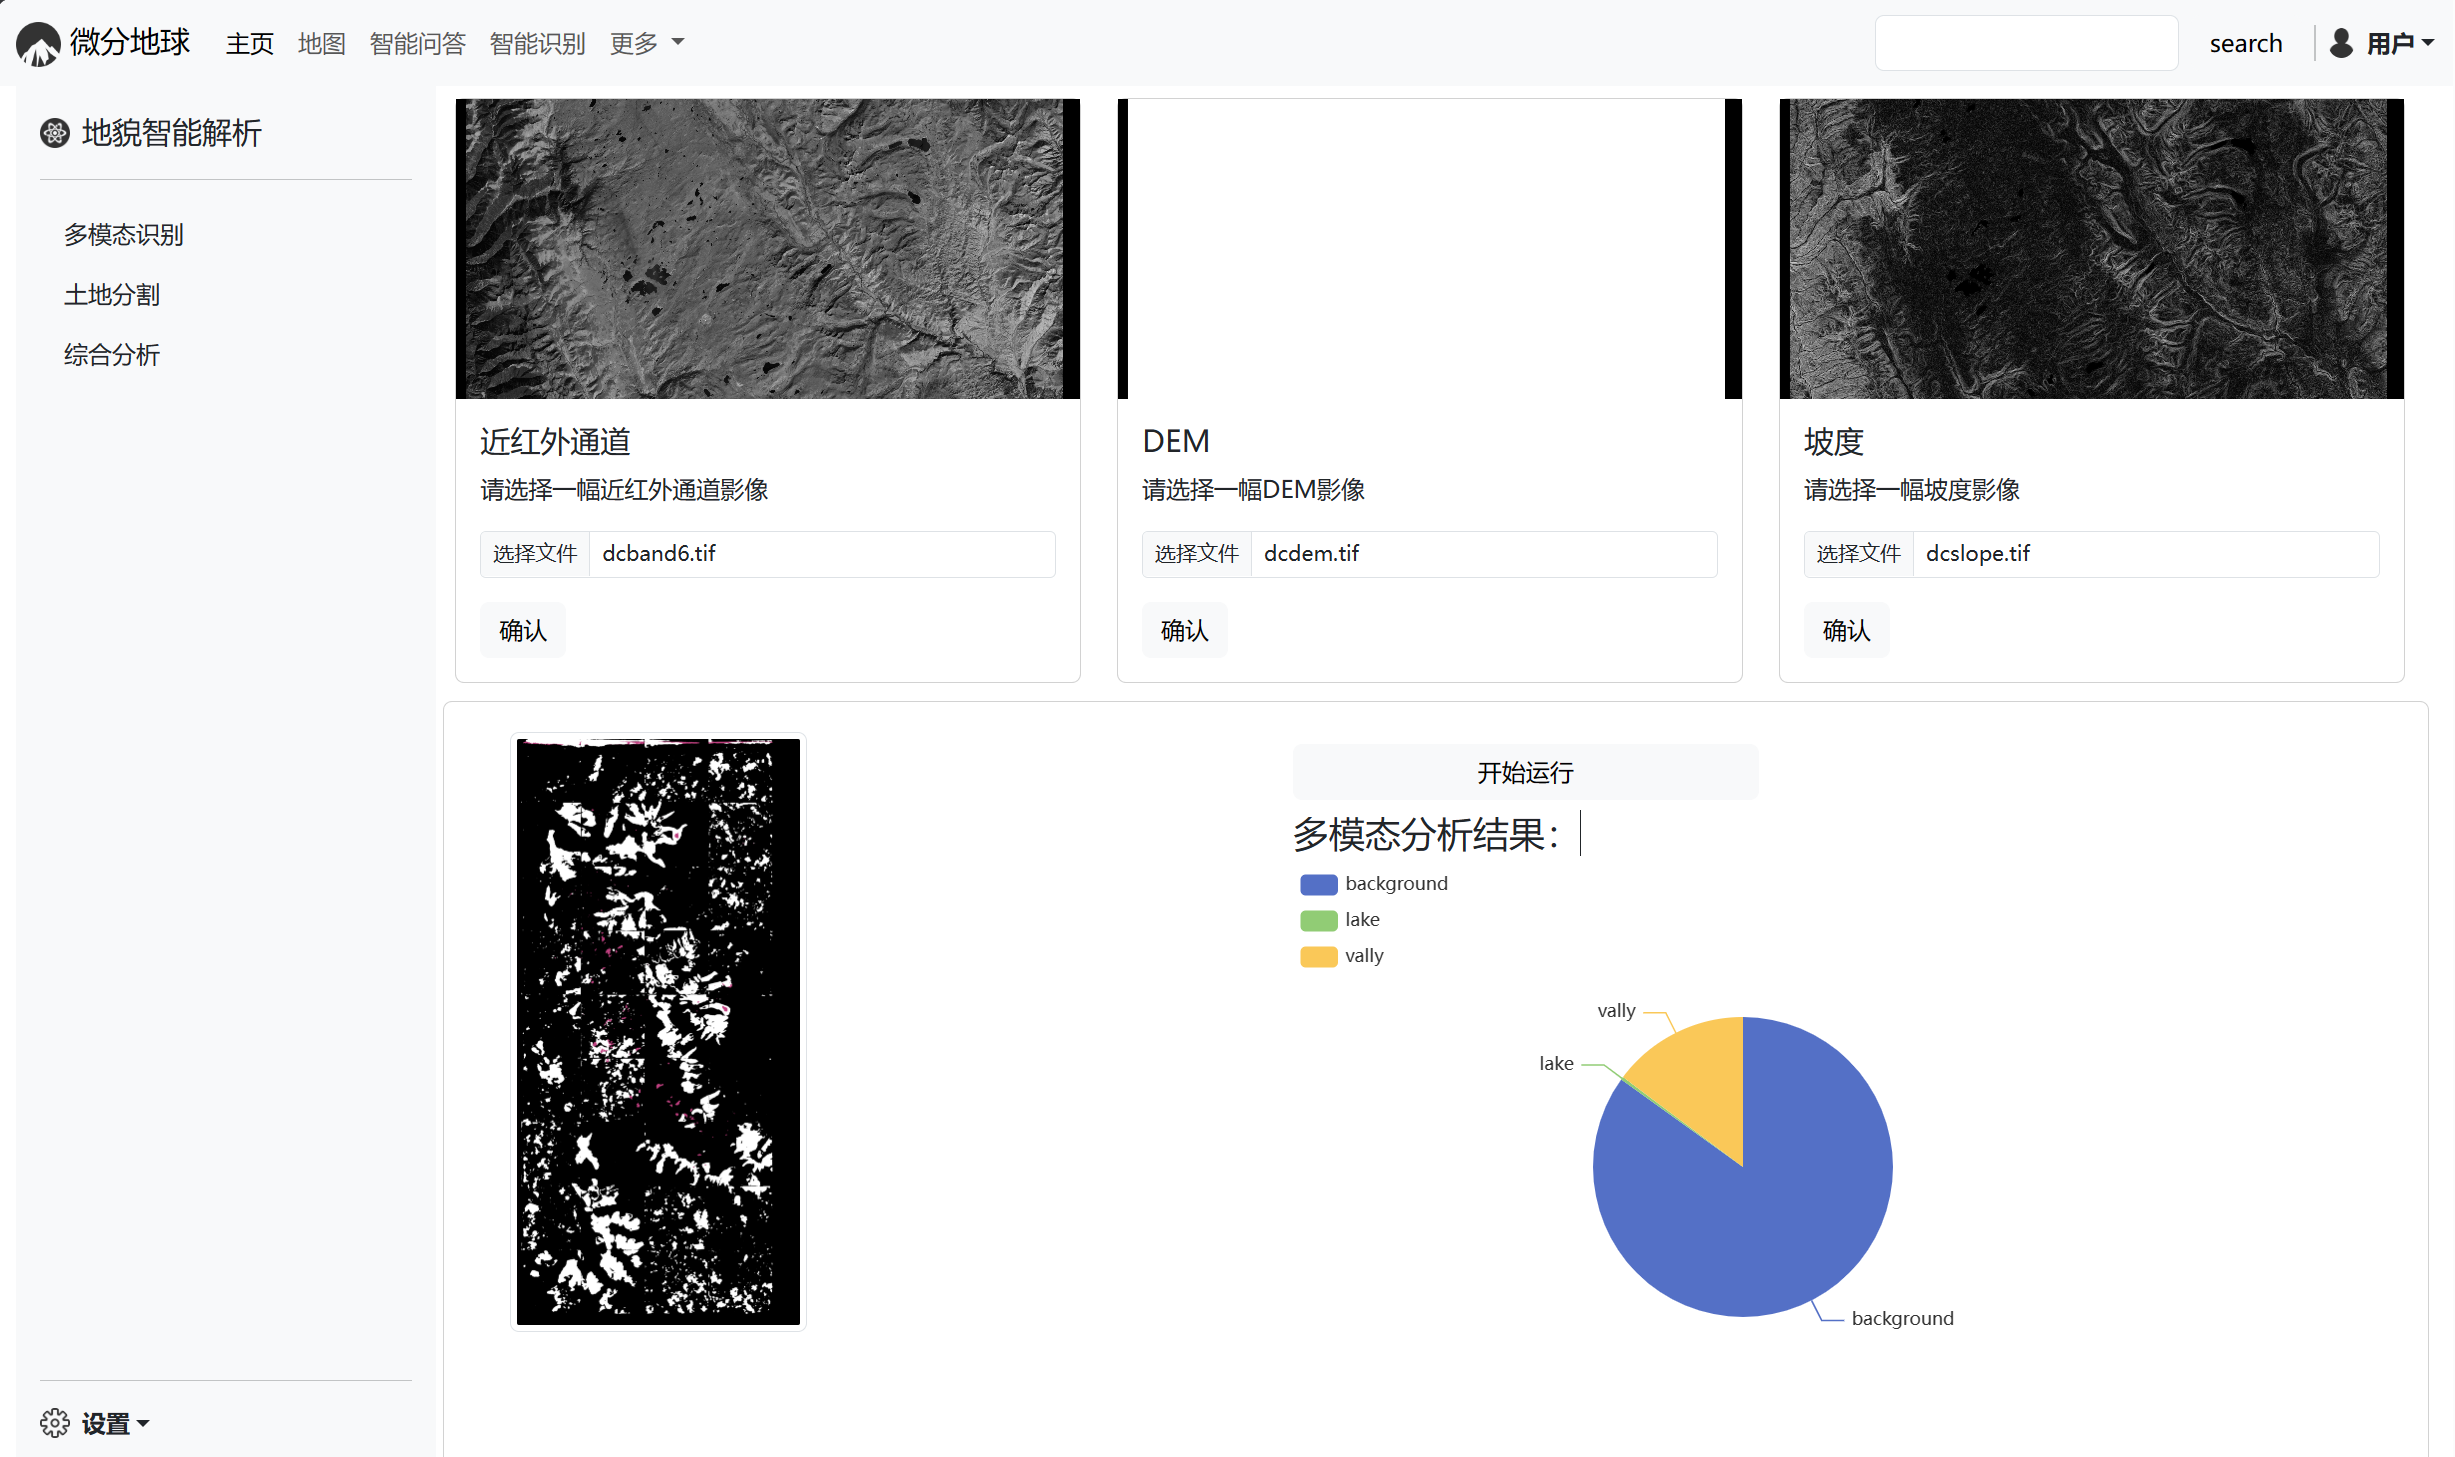 微分地球
主页
地图
智能问答
智能识别
更多
search
用户
地貌智能解析
多模态识别
土地分割
综合分析
设置
近红外通道
请选择一幅近红外通道影像
选择文件 dcband6.tif
确认
DEM
请选择一幅DEM影像
选择文件 dcdem.tif
确认
坡度
请选择一幅坡度影像
选择文件 dcslope.tif
确认
开始运行
多模态分析结果：
background
lake
vally
vally
lake
background